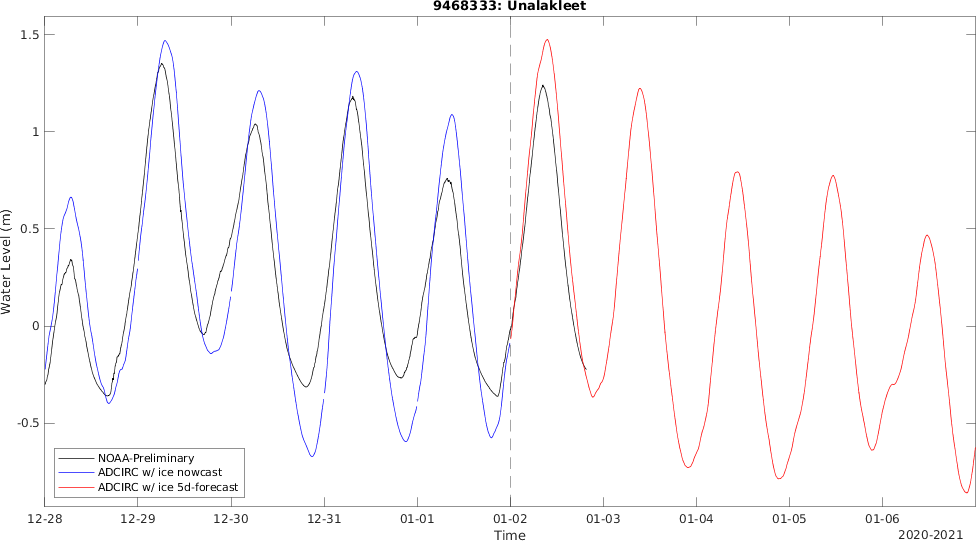 9468333: Unalakleet
1.5
1
0.5
0
-0.5
Water Level (m)
NOAA-Preliminary
ADCIRC w/ ice nowcast
ADCIRC w/ ice 5d-forecast
12-28 12-29 12-30 12-31 01-01 01-02 01-03 01-04 01-05 01-06
Time
2020-2021